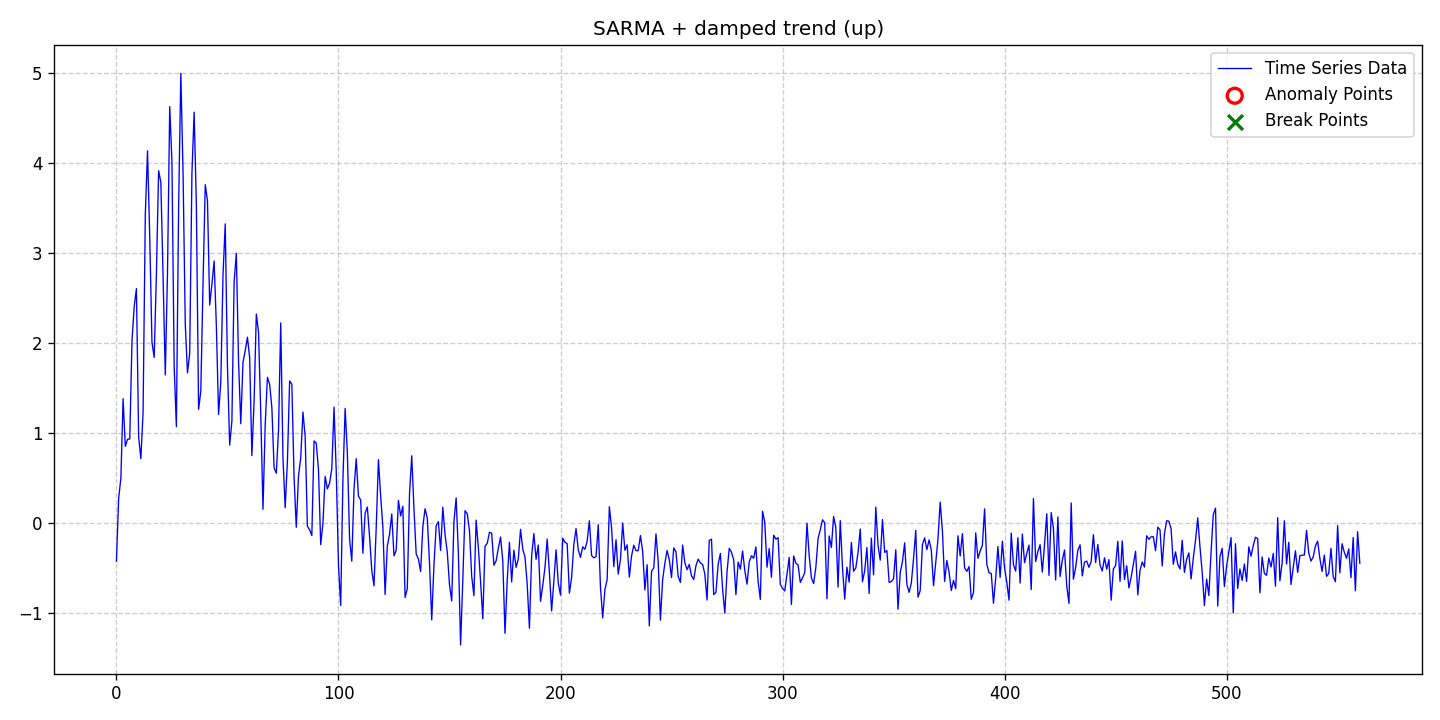 SARMA + damped trend (up)
Time Series Data
Anomaly Points
Break Points
5
4
3
2
1
0
−1
0 100 200 300 400 500